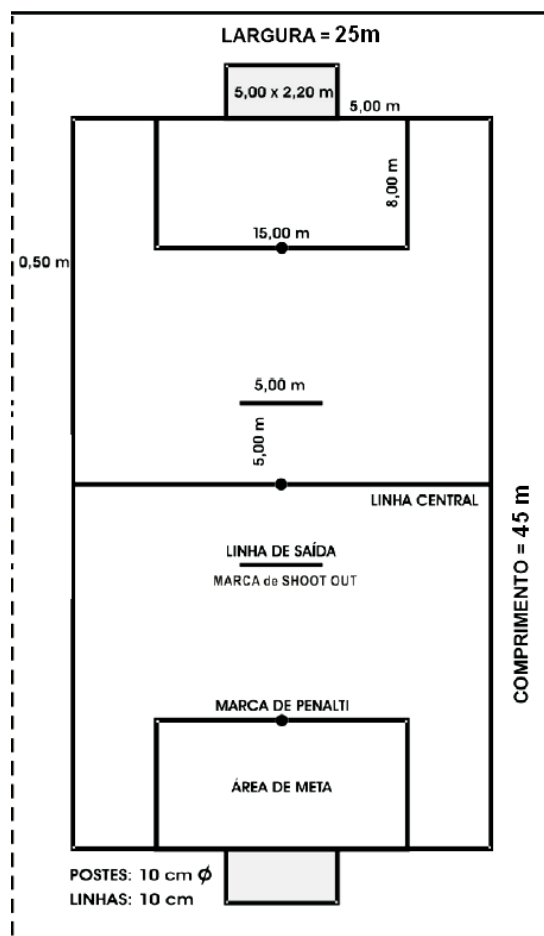 LARGURA = 25m
5,00 x 2,20 m
5,00 m
8,00 m
15,00 m
0,50 m
5,00 m
5,00 m
LINHA CENTRAL
LINHA DE SAÍDA
MARCA de SHOOT OUT
COMPRIMENTO = 45 m
MARCA DE PENALTI
ÁREA DE META
POSTES: 10 cm Ø
LINHAS: 10 cm